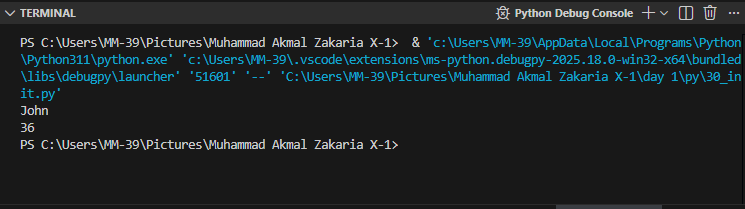 TERMINAL
Python Debug Console
PS C:\Users\MM-39\Pictures\Muhammad Akmal Zakaria X-1> & 'c:\Users\MM-39\AppData\Local\Programs\Python
\Python311\python.exe' 'c:\Users\MM-39\.vscode\extensions\ms-python.debugpy-2025.18.0-win32-x64\bundled
\libs\debugpy\launcher' '51601' '--' 'C:\Users\MM-39\Pictures\Muhammad Akmal Zakaria X-1\day 1\py\30_in
it.py'
John
36
PS C:\Users\MM-39\Pictures\Muhammad Akmal Zakaria X-1>